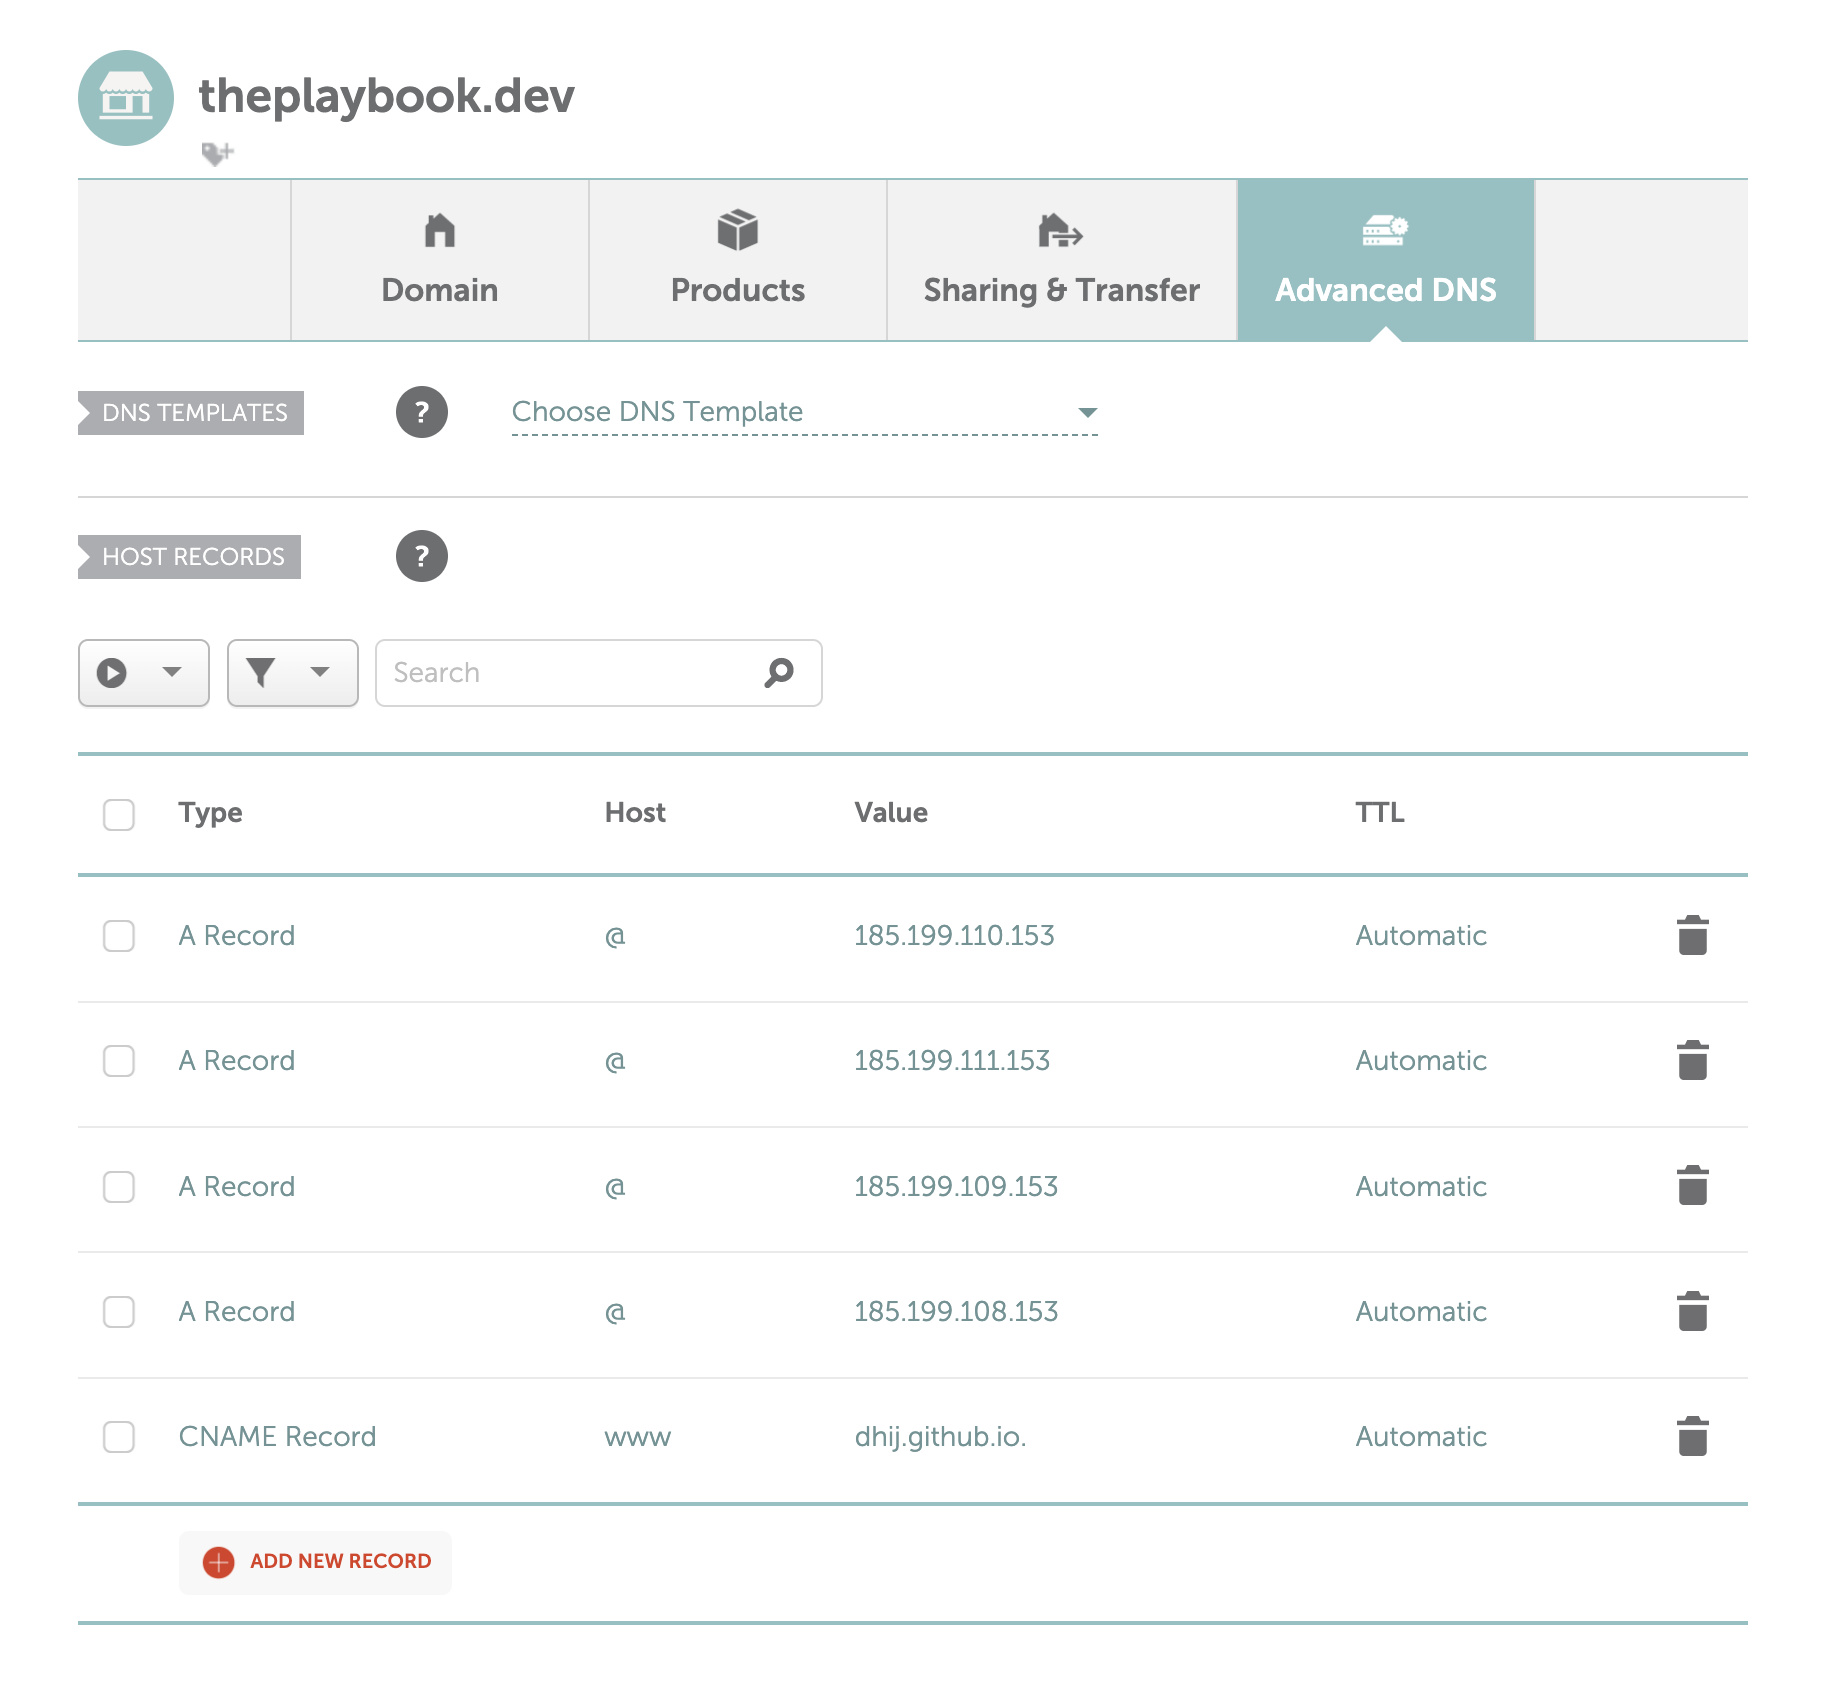 theplaybook.dev
Domain
Products
Sharing & Transfer
Advanced DNS
DNS TEMPLATES
?
Choose DNS Template
HOST RECORDS
?
Search
Type Host Value TTL
A Record @ 185.199.110.153 Automatic
A Record @ 185.199.111.153 Automatic
A Record @ 185.199.109.153 Automatic
A Record @ 185.199.108.153 Automatic
CNAME Record www dhij.github.io. Automatic
ADD NEW RECORD